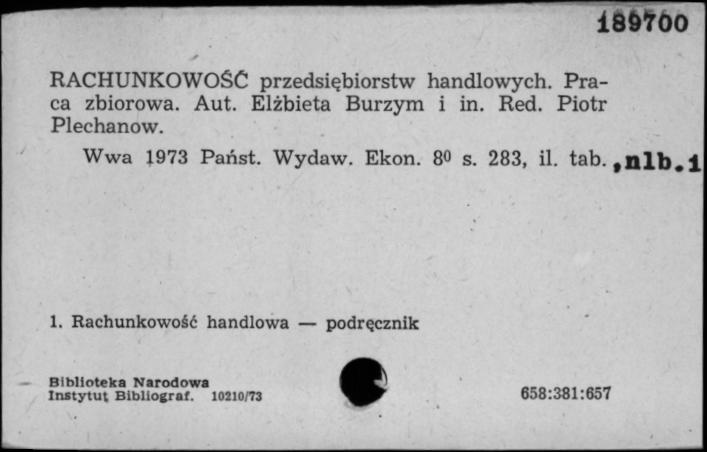 189700
RACHUNKOWOŚĆ przedsiębiorstw handlowych. Pra-
ca zbiorowa. Aut. Elżbieta Burzym i in. Red. Piotr
Plechanow.
Wwa 1973 Państ. Wydaw. Ekon. 8⁰ s. 283, il. tab. ,nlb.1
1. Rachunkowość handlowa — podręcznik
Biblioteka Narodowa
Instytut Bibliograf. 10210/73
658:381:657